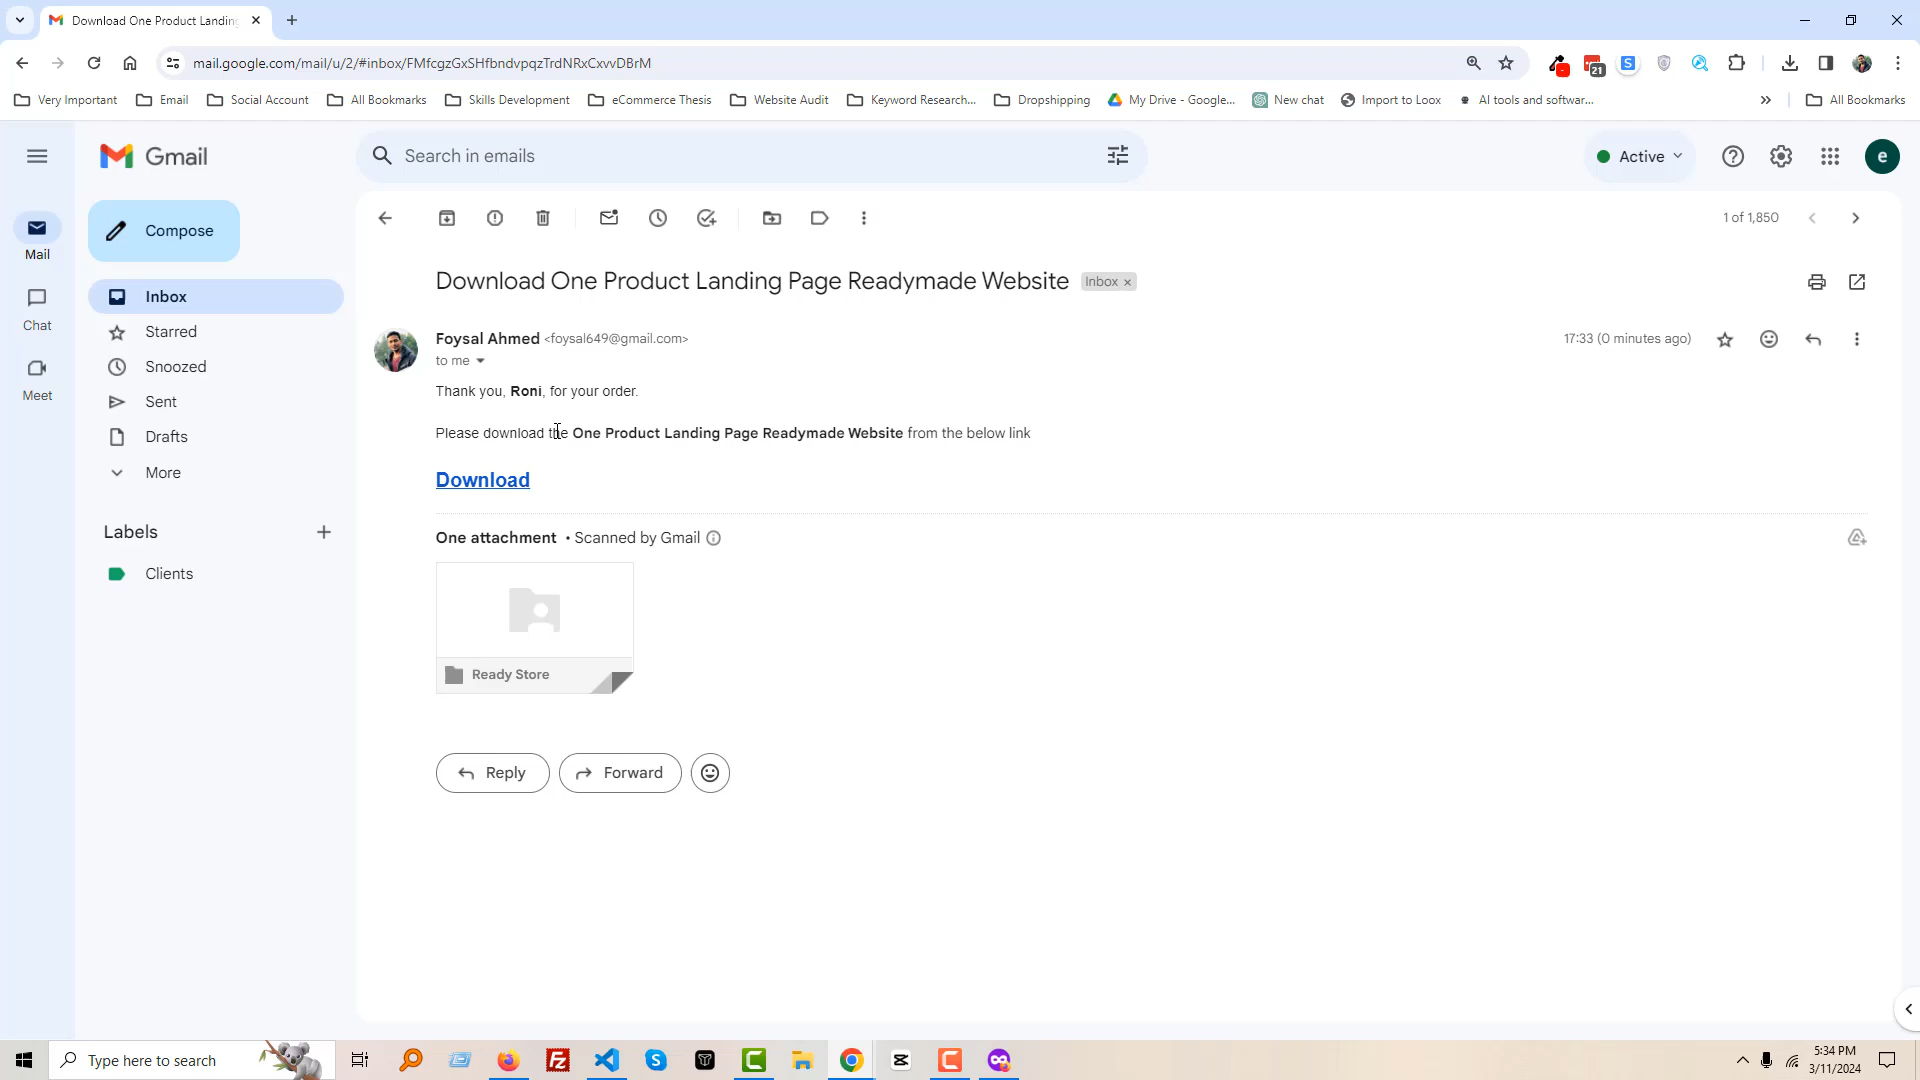 Download One Product Landing
mail.google.com/mail/u/2/#inbox/FMfcgzGxSHfbndvpqzTrdNRxCxvvDBrM
21
S
Very Important
Email
Social Account
All Bookmarks
Skills Development
eCommerce Thesis
Website Audit
Keyword Research...
Dropshipping
My Drive - Google...
New chat
Import to Loox
AI tools and softwar...
All Bookmarks
Gmail
Search in emails
Active
e
Mail
Chat
Meet
Compose
Inbox
Starred
Snoozed
Sent
Drafts
More
Labels
Clients
1 of 1,850
Download One Product Landing Page Readymade Website
Inbox ×
Foysal Ahmed <foysal649@gmail.com>
17:33 (0 minutes ago)
to me
Thank you, Roni, for your order.
Please download the One Product Landing Page Readymade Website from the below link
Download
One attachment • Scanned by Gmail
Ready Store
Reply
Forward
Type here to search
5:34 PM
3/11/2024